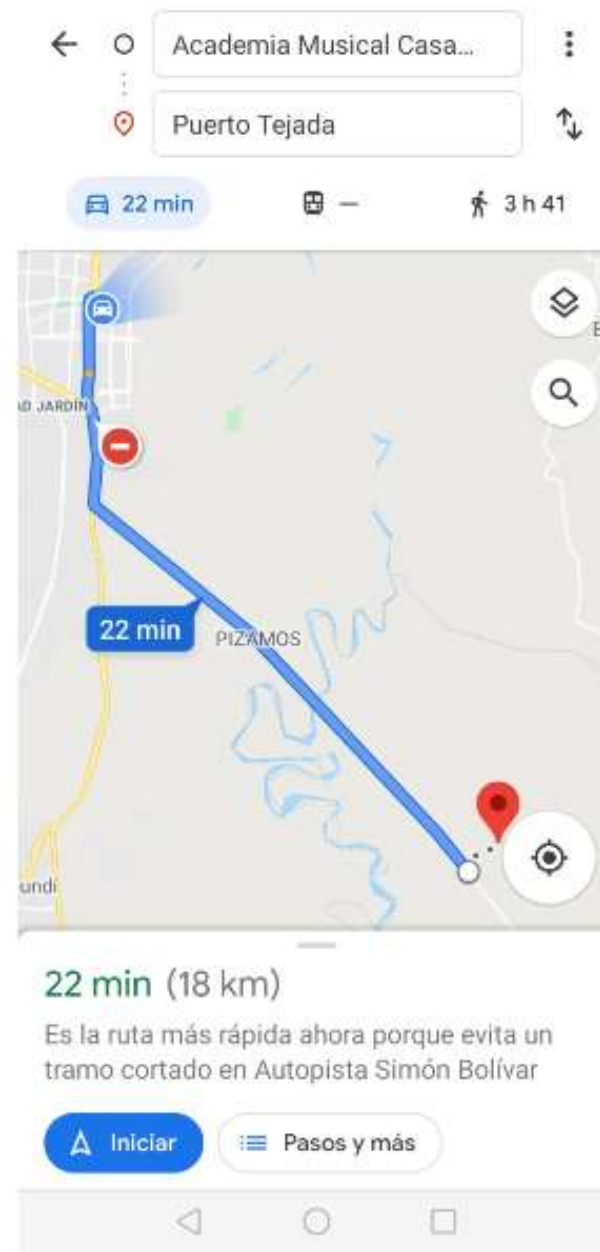 Academia Musical Casa...
Puerto Tejada
22 min
—
3 h 41
AD JARDÍN
22 min
PIZAMOS
undí
22 min (18 km)
Es la ruta más rápida ahora porque evita un
tramo cortado en Autopista Simón Bolívar
Iniciar
Pasos y más